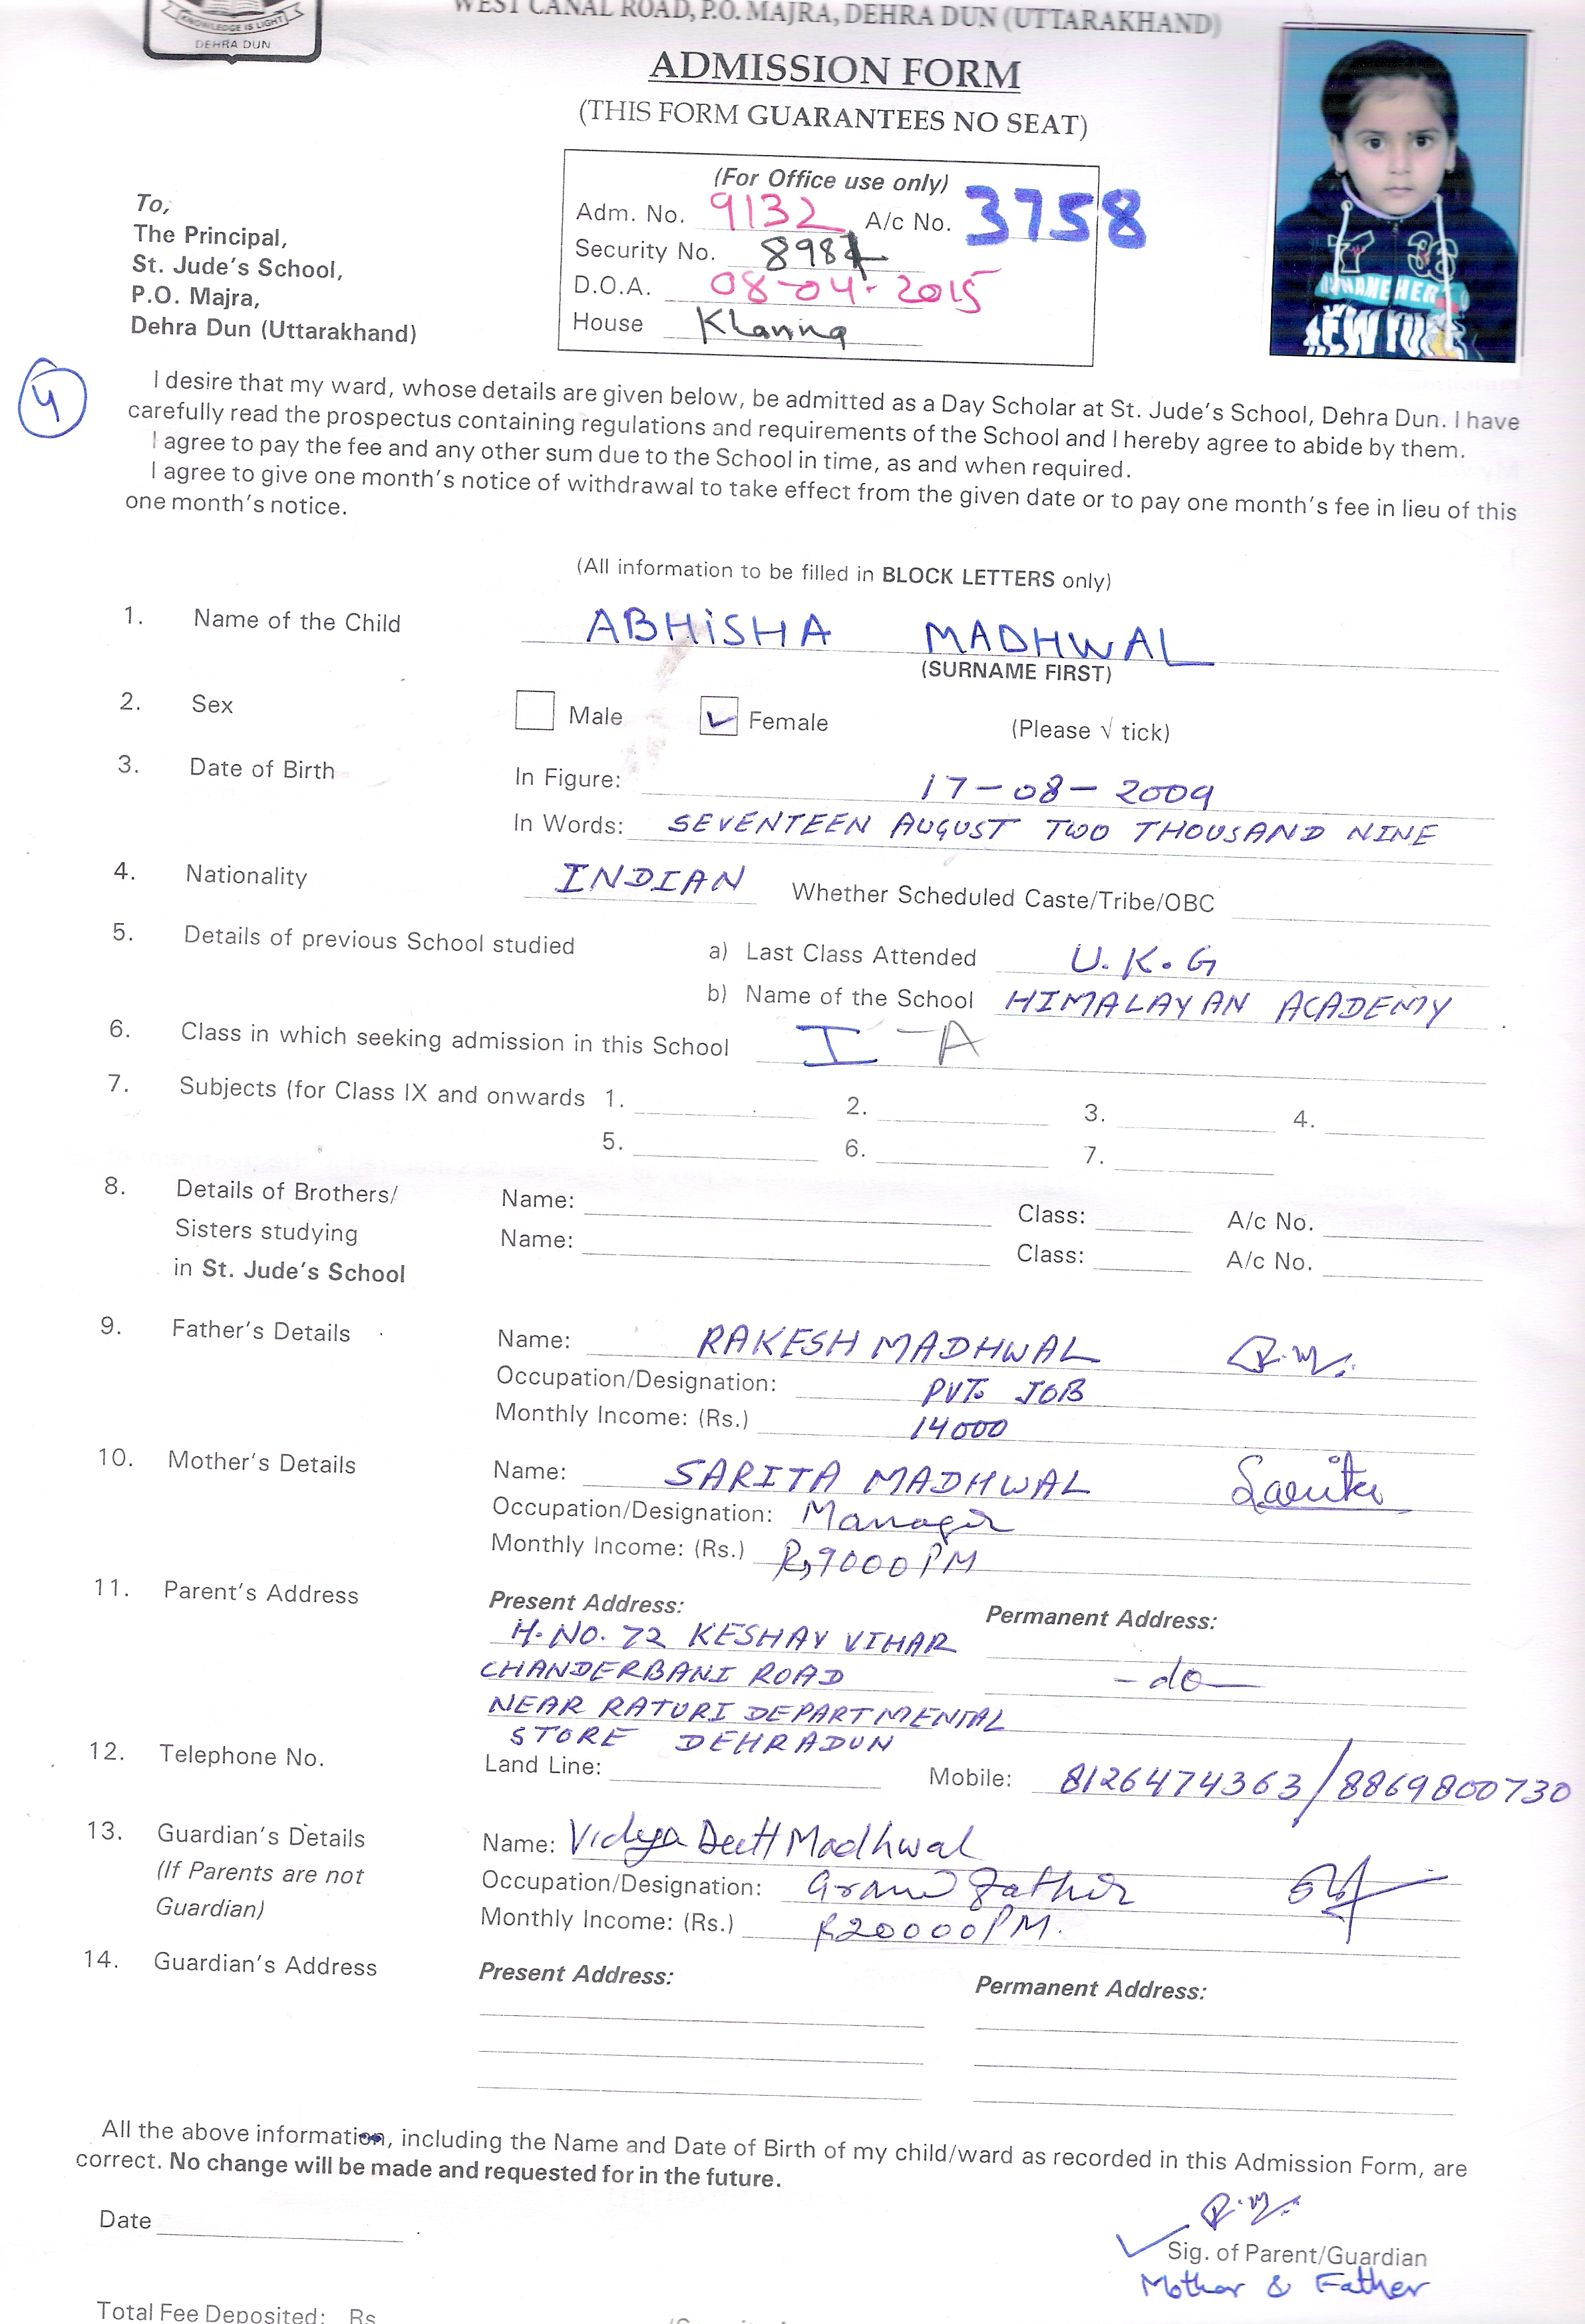 KNOWLEDGE IS LIGHT
DEHRA DUN
WEST CANAL ROAD, P.O. MAJRA, DEHRA DUN (UTTARAKHAND)
ADMISSION FORM
(THIS FORM GUARANTEES NO SEAT)
To,
The Principal,
St. Jude's School,
P.O. Majra,
Dehra Dun (Uttarakhand)
(For Office use only)
Adm. No. 9132 A/c No. 3758
Security No. 898
D.O.A. 08-04-2015
House
NEW YORK
4
I desire that my ward, whose details are given below, be admitted as a Day Scholar at St. Jude's School, Dehra Dun. I have
carefully read the prospectus containing regulations and requirements of the School and I hereby agree to abide by them.
I agree to pay the fee and any other sum due to the School in time, as and when required.
I agree to give one month's notice of withdrawal to take effect from the given date or to pay one month's fee in lieu of this
one month's notice.
(All information to be filled in BLOCK LETTERS only)
1. Name of the Child ABHiSHA MADHWAL
(SURNAME FIRST)
2. Sex Male ✓ Female (Please √ tick)
3. Date of Birth In Figure: 17-08-2009
In Words: SEVENTEEN AUGUST TWO THOUSAND NINE
4. Nationality INDIAN Whether Scheduled Caste/Tribe/OBC
5. Details of previous School studied a) Last Class Attended U.K.G
b) Name of the School HIMALAYAN ACADEMY
6. Class in which seeking admission in this School I -A
7. Subjects (for Class IX and onwards 1. 2. 3. 4.
5. 6. 7.
8. Details of Brothers/ Name: Class: A/c No.
Sisters studying Name: Class: A/c No.
in St. Jude's School
9. Father's Details Name: RAKESH MADHWAL R.M.
Occupation/Designation: PVT. JOB
Monthly Income: (Rs.) 14000
10. Mother's Details Name: SARITA MADHWAL Sarita
Occupation/Designation: Manager
Monthly Income: (Rs.) Rs 9000 PM
11. Parent's Address Present Address: Permanent Address:
H.NO. 72 KESHAV VIHAR
CHANDERBANI ROAD -do-
NEAR RATURI DEPARTMENTAL
STORE DEHRADUN
12. Telephone No. Land Line: Mobile: 8126474363/8869800730
13. Guardian's Details Name: Vidya Dutt Madhwal
(If Parents are not Occupation/Designation: Grand Father
Guardian) Monthly Income: (Rs.) R20000 PM.
14. Guardian's Address Present Address: Permanent Address:
All the above information, including the Name and Date of Birth of my child/ward as recorded in this Admission Form, are
correct. No change will be made and requested for in the future.
Date R.M.
✓ Sig. of Parent/Guardian
Mother & Father
Total Fee Deposited: Rs